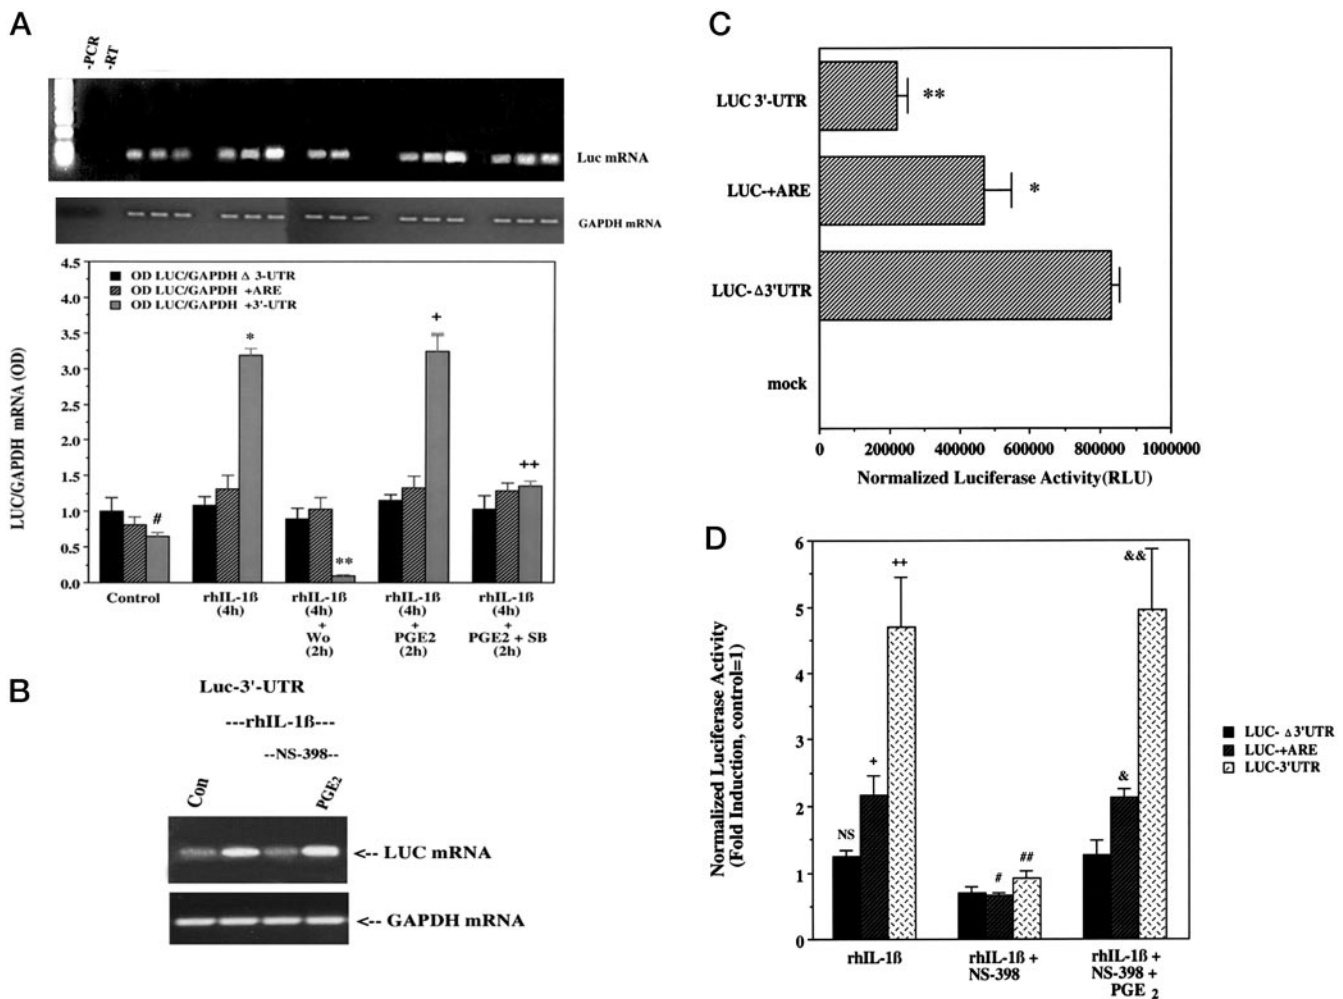 A
-PCR
-RT
Luc mRNA
GAPDH mRNA
4.5
4.0
3.5
3.0
2.5
2.0
1.5
1.0
0.5
0.0
LUC/GAPDH mRNA (OD)
OD LUC/GAPDH Δ 3-UTR
OD LUC/GAPDH +ARE
OD LUC/GAPDH +3'-UTR
#
*
**
+
++
Control
rhIL-1ß
(4h)
rhIL-1ß
(4h)
+
Wo
(2h)
rhIL-1ß
(4h)
+
PGE2
(2h)
rhIL-1ß
(4h)
+
PGE2 + SB
(2h)
B
Luc-3'-UTR
---rhIL-1ß---
--NS-398--
Con
PGE2
<-- LUC mRNA
<-- GAPDH mRNA
C
LUC 3'-UTR
**
LUC-+ARE
*
LUC-Δ3'UTR
mock
0 200000 400000 600000 800000 1000000
Normalized Luciferase Activity(RLU)
D
6
5
4
3
2
1
0
Normalized Luciferase Activity
(Fold Induction, control=1)
NS
+
++
#
##
&
&&
rhIL-1ß
rhIL-1ß +
NS-398
rhIL-1ß +
NS-398 +
PGE 2
LUC- Δ3'UTR
LUC-+ARE
LUC-3'UTR